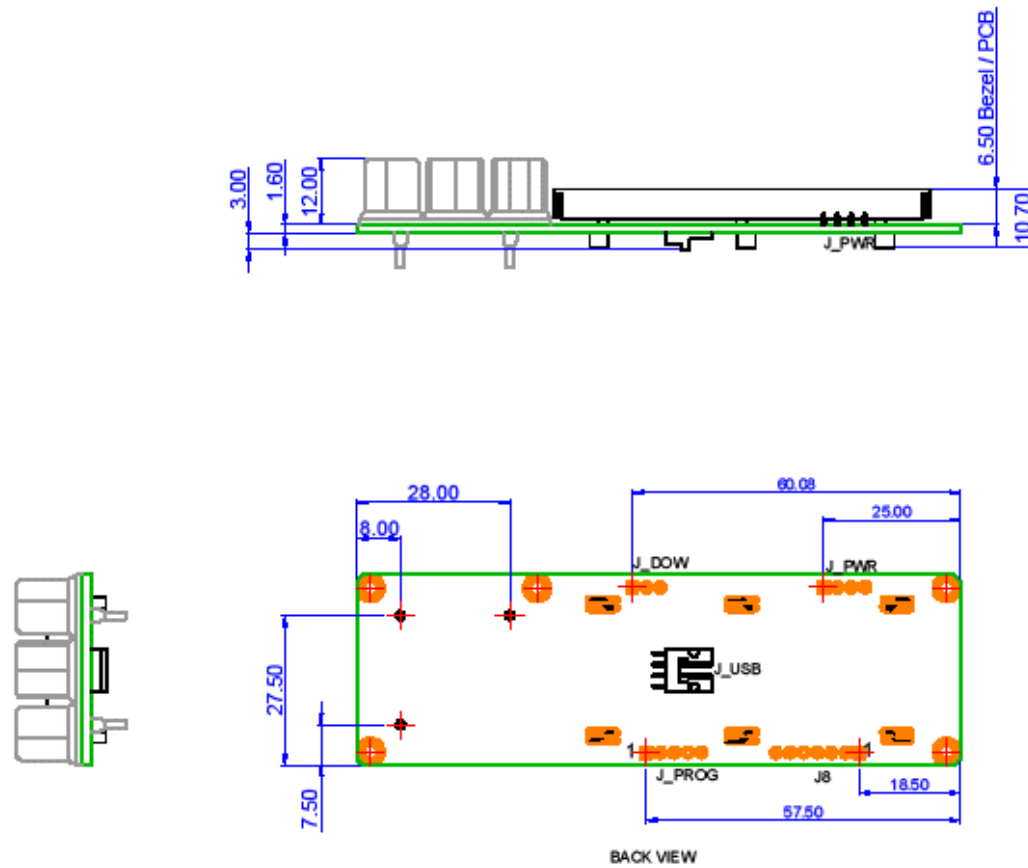 6.50 Bezel / PCB
3.00
1.60
12.00
10.70
J_PWR
60.08
28.00
25.00
8.00
J_DOW
J_PWR
27.50
J_USB
1
1
J_PROG
J8
18.50
7.50
57.50
BACK VIEW